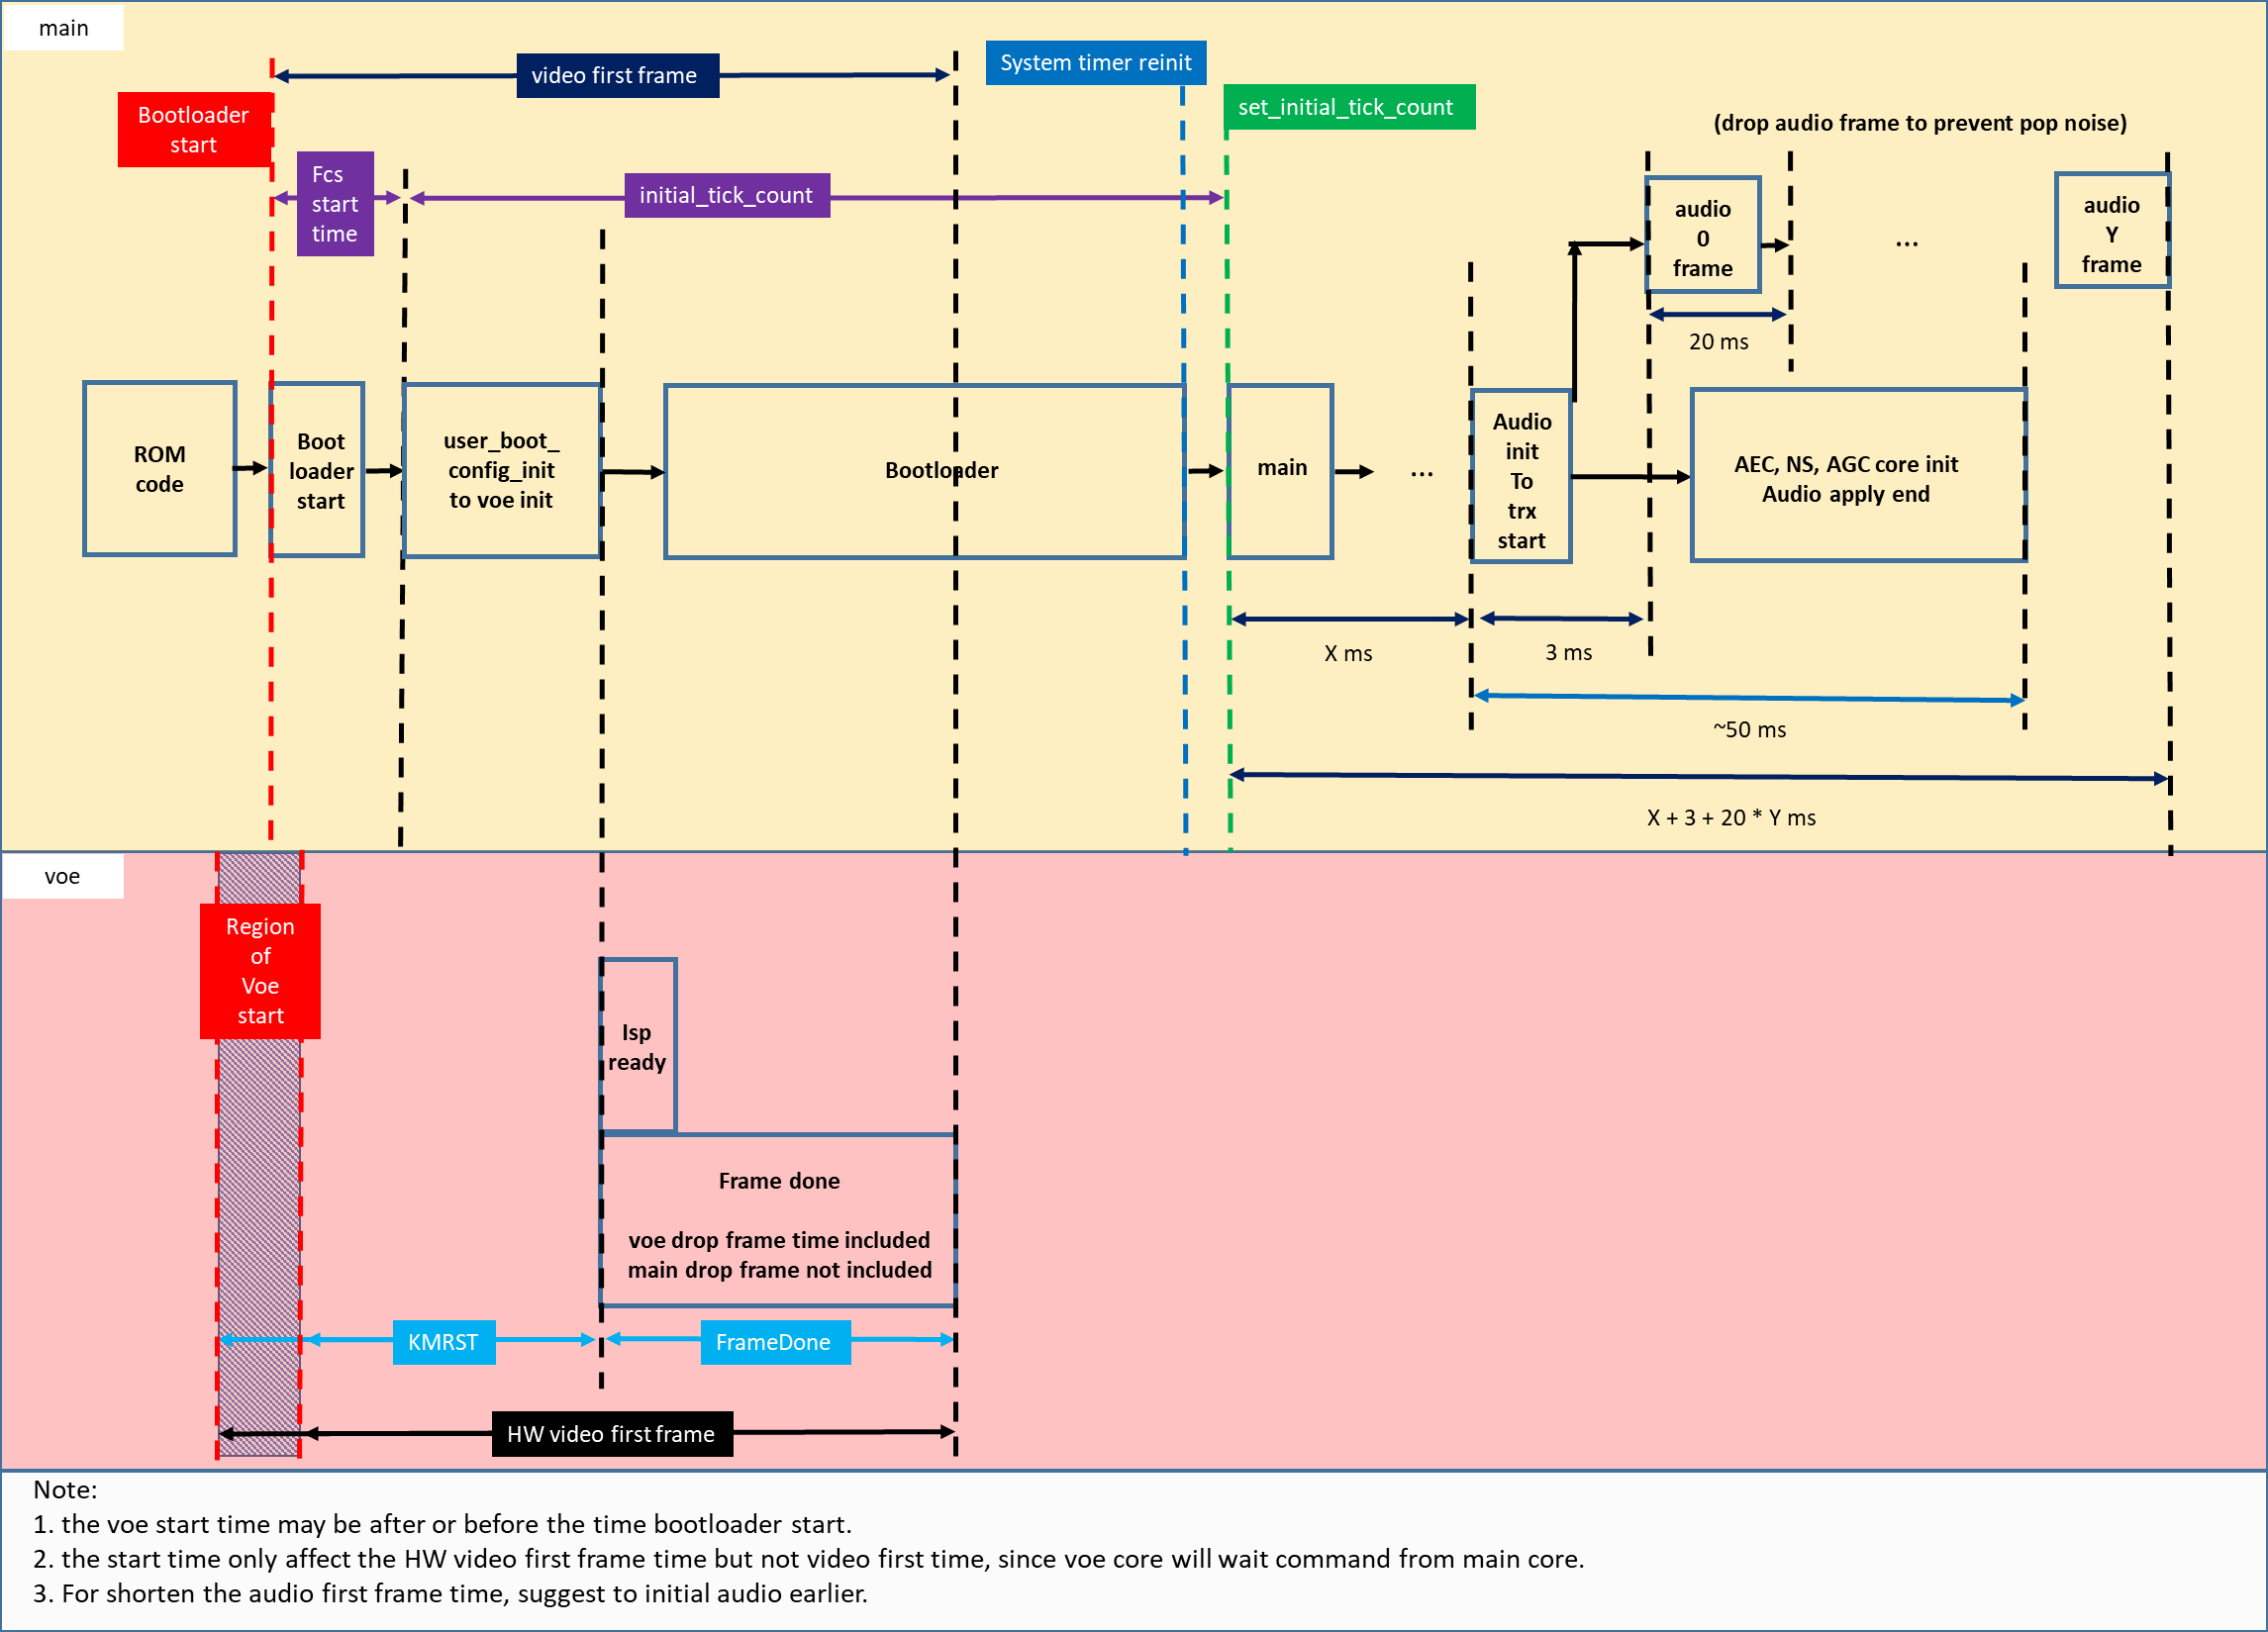 main
video first frame
System timer reinit
Bootloader
start
set_initial_tick_count
(drop audio frame to prevent pop noise)
Fcs
start
time
initial_tick_count
audio
0
frame
...
audio
Y
frame
20 ms
ROM
code
Boot
loader
start
user_boot_
config_init
to voe init
Bootloader
main
...
Audio
init
To
trx
start
AEC, NS, AGC core init
Audio apply end
X ms
3 ms
~50 ms
X + 3 + 20 * Y ms
voe
Region
of
Voe
start
Isp
ready
Frame done
voe drop frame time included
main drop frame not included
KMRST
FrameDone
HW video first frame
Note:
1. the voe start time may be after or before the time bootloader start.
2. the start time only affect the HW video first frame time but not video first time, since voe core will wait command from main core.
3. For shorten the audio first frame time, suggest to initial audio earlier.